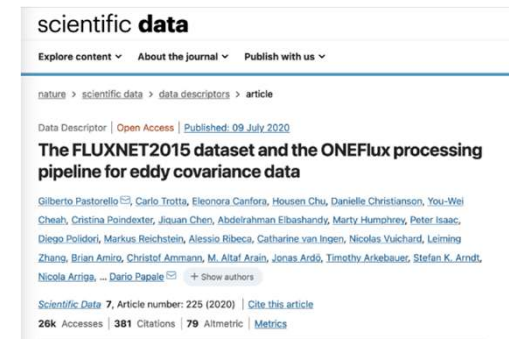 scientific data
Explore content About the journal Publish with us
nature > scientific data > data descriptors > article
Data Descriptor | Open Access | Published: 09 July 2020
The FLUXNET2015 dataset and the ONEFlux processing
pipeline for eddy covariance data
Gilberto Pastorello, Carlo Trotta, Eleonora Canfora, Housen Chu, Danielle Christianson, You-Wei
Cheah, Cristina Poindexter, Jiquan Chen, Abdelrahman Elbashandy, Marty Humphrey, Peter Isaac,
Diego Polidori, Markus Reichstein, Alessio Ribeca, Catharine van Ingen, Nicolas Vuichard, Leiming
Zhang, Brian Amiro, Christof Ammann, M. Altaf Arain, Jonas Ardö, Timothy Arkebauer, Stefan K. Arndt,
Nicola Arriga, ... Dario Papale + Show authors
Scientific Data 7, Article number: 225 (2020) | Cite this article
26k Accesses | 381 Citations | 79 Altmetric | Metrics